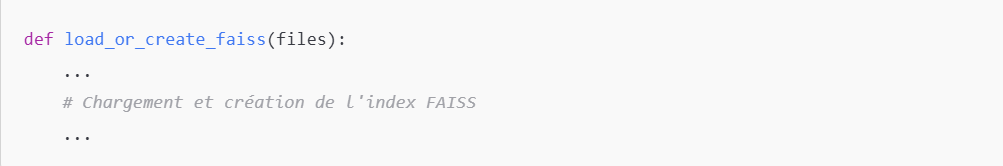 def load_or_create_faiss(files):
...
# Chargement et création de l'index FAISS
...